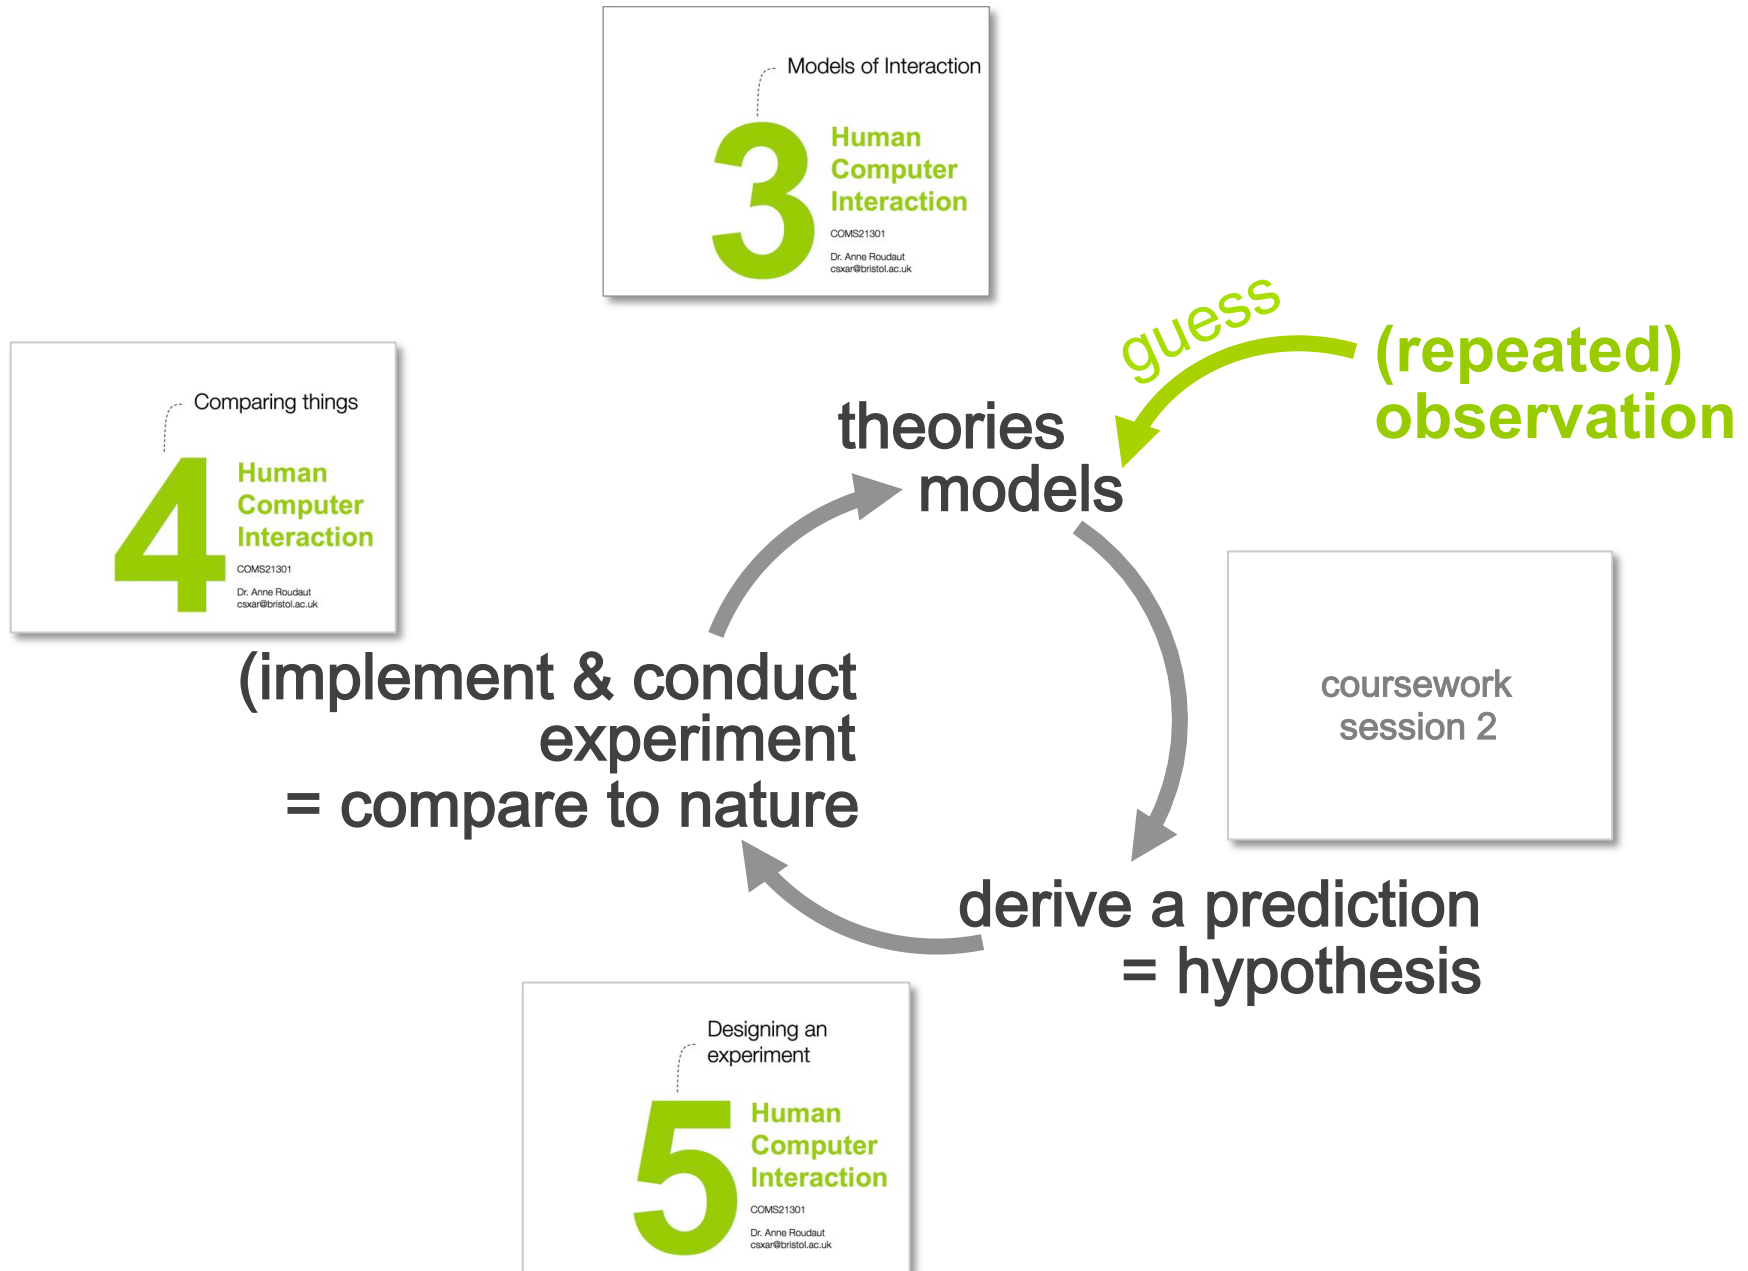 Models of Interaction
3
Human
Computer
Interaction
COMS21301
Dr. Anne Roudaut
csxar@bristol.ac.uk
guess
(repeated)
observation
Comparing things
4
Human
Computer
Interaction
COMS21301
Dr. Anne Roudaut
csxar@bristol.ac.uk
theories
models
(implement & conduct
experiment
= compare to nature
coursework
session 2
derive a prediction
= hypothesis
Designing an
experiment
5
Human
Computer
Interaction
COMS21301
Dr. Anne Roudaut
csxar@bristol.ac.uk